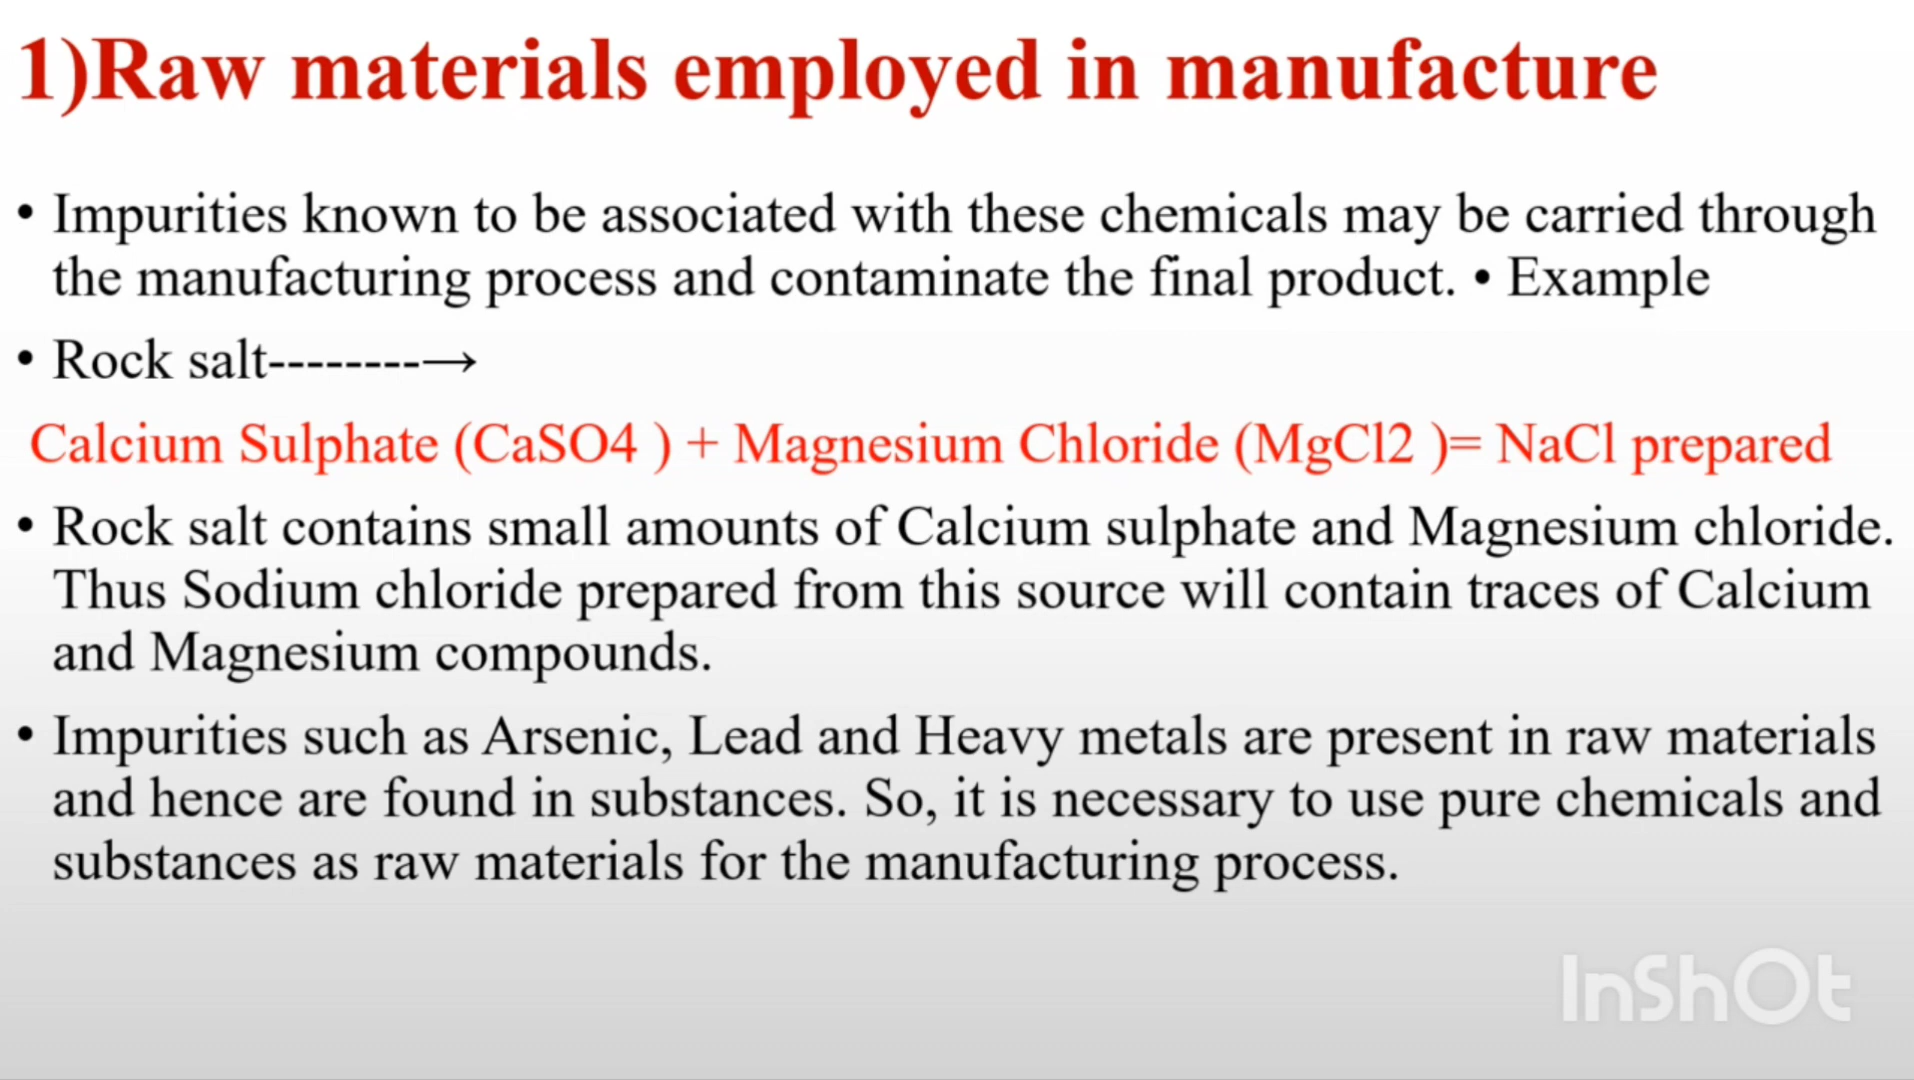 1)Raw materials employed in manufacture
• Impurities known to be associated with these chemicals may be carried through
the manufacturing process and contaminate the final product. • Example
• Rock salt--------→
Calcium Sulphate (CaSO4 ) + Magnesium Chloride (MgCl2 )= NaCl prepared
• Rock salt contains small amounts of Calcium sulphate and Magnesium chloride.
Thus Sodium chloride prepared from this source will contain traces of Calcium
and Magnesium compounds.
• Impurities such as Arsenic, Lead and Heavy metals are present in raw materials
and hence are found in substances. So, it is necessary to use pure chemicals and
substances as raw materials for the manufacturing process.
InShOt